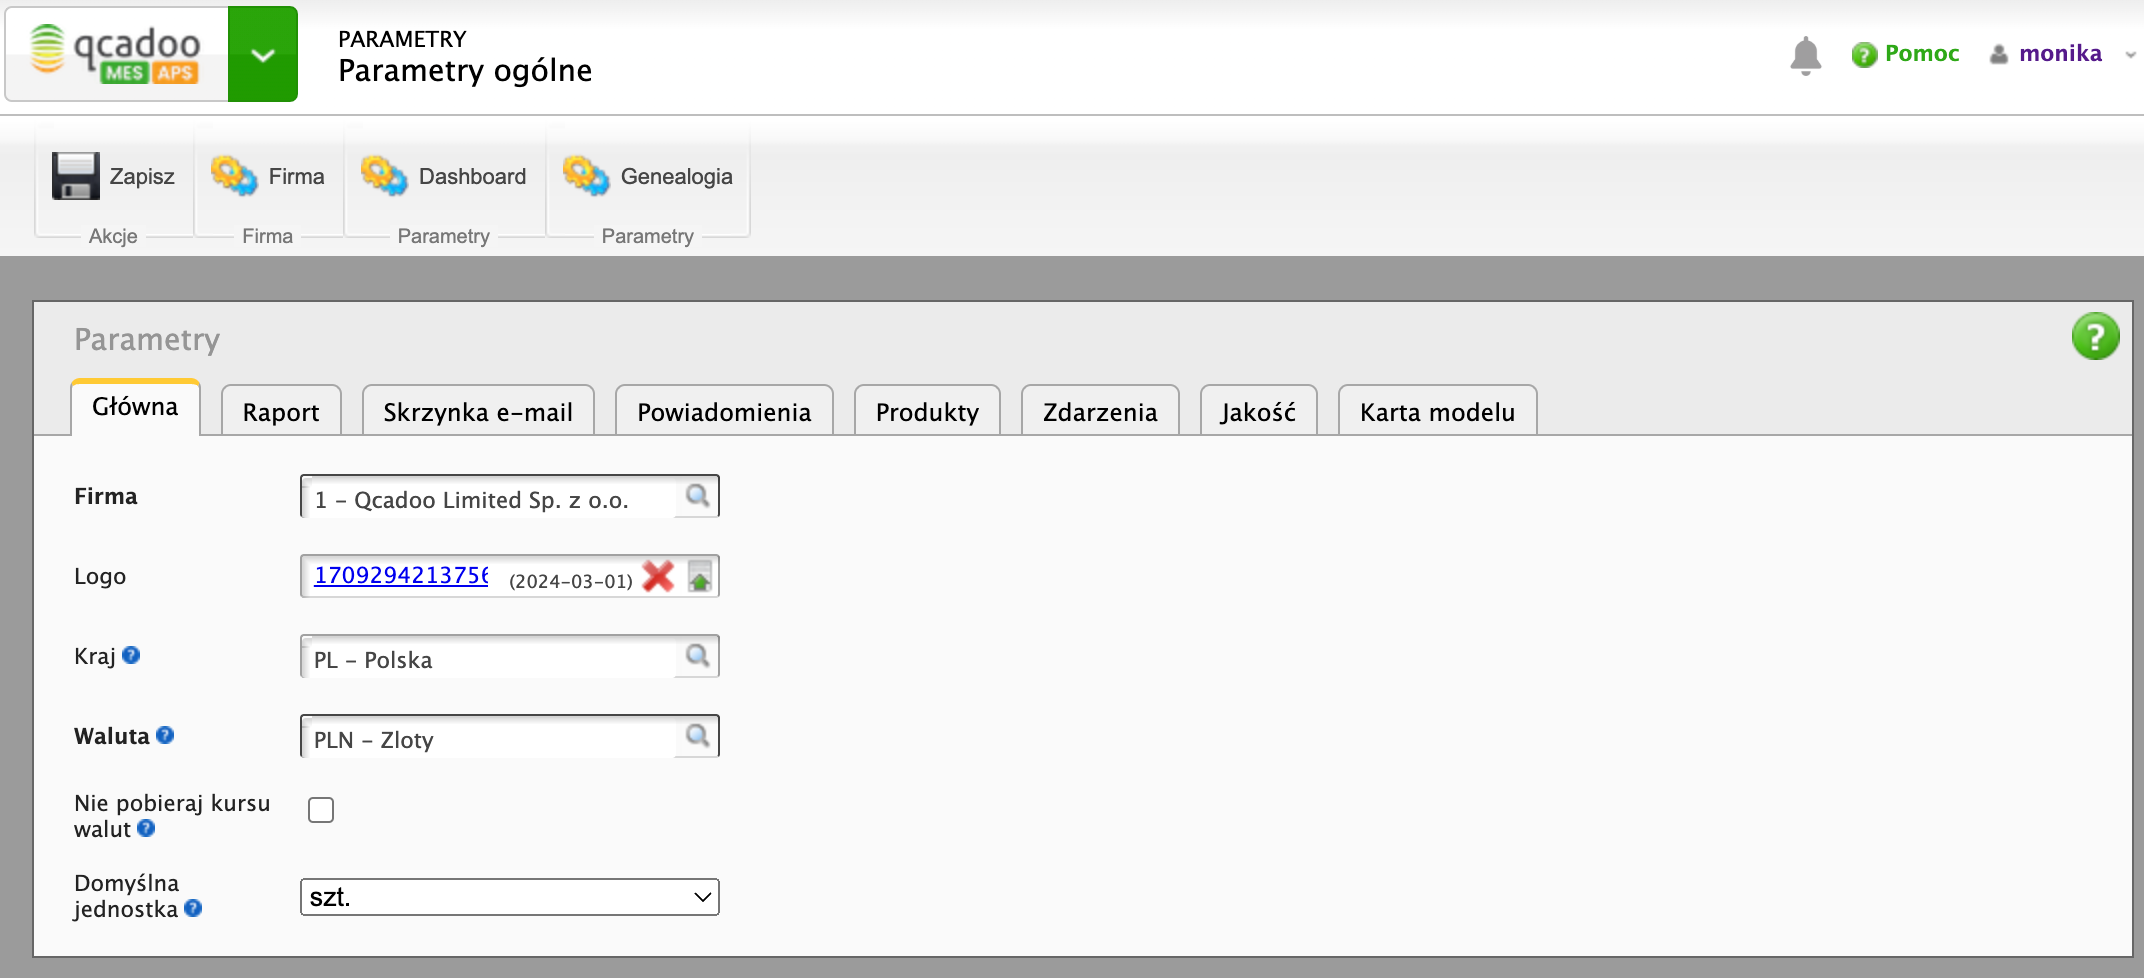 qcadoo
MES APS
PARAMETRY
Parametry ogólne
Pomoc
monika
Zapisz
Firma
Dashboard
Genealogia
Akcje
Firma
Parametry
Parametry
Parametry
Główna
Raport
Skrzynka e-mail
Powiadomienia
Produkty
Zdarzenia
Jakość
Karta modelu
Firma
1 - Qcadoo Limited Sp. z o.o.
Logo
1709294213756 (2024-03-01)
Kraj
PL - Polska
Waluta
PLN - Zloty
Nie pobieraj kursu
walut
Domyślna
jednostka
szt.